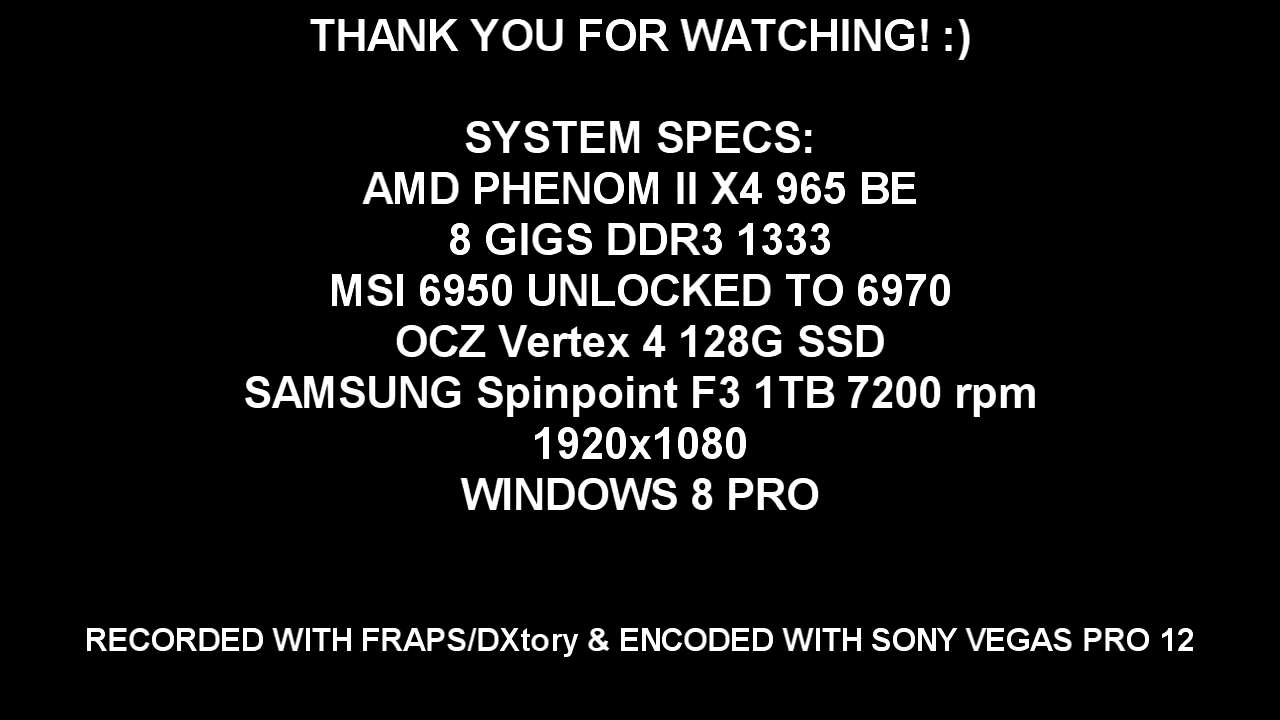 THANK YOU FOR WATCHING! :)
SYSTEM SPECS:
AMD PHENOM II X4 965 BE
8 GIGS DDR3 1333
MSI 6950 UNLOCKED TO 6970
OCZ Vertex 4 128G SSD
SAMSUNG Spinpoint F3 1TB 7200 rpm
1920x1080
WINDOWS 8 PRO
RECORDED WITH FRAPS/DXtory & ENCODED WITH SONY VEGAS PRO 12